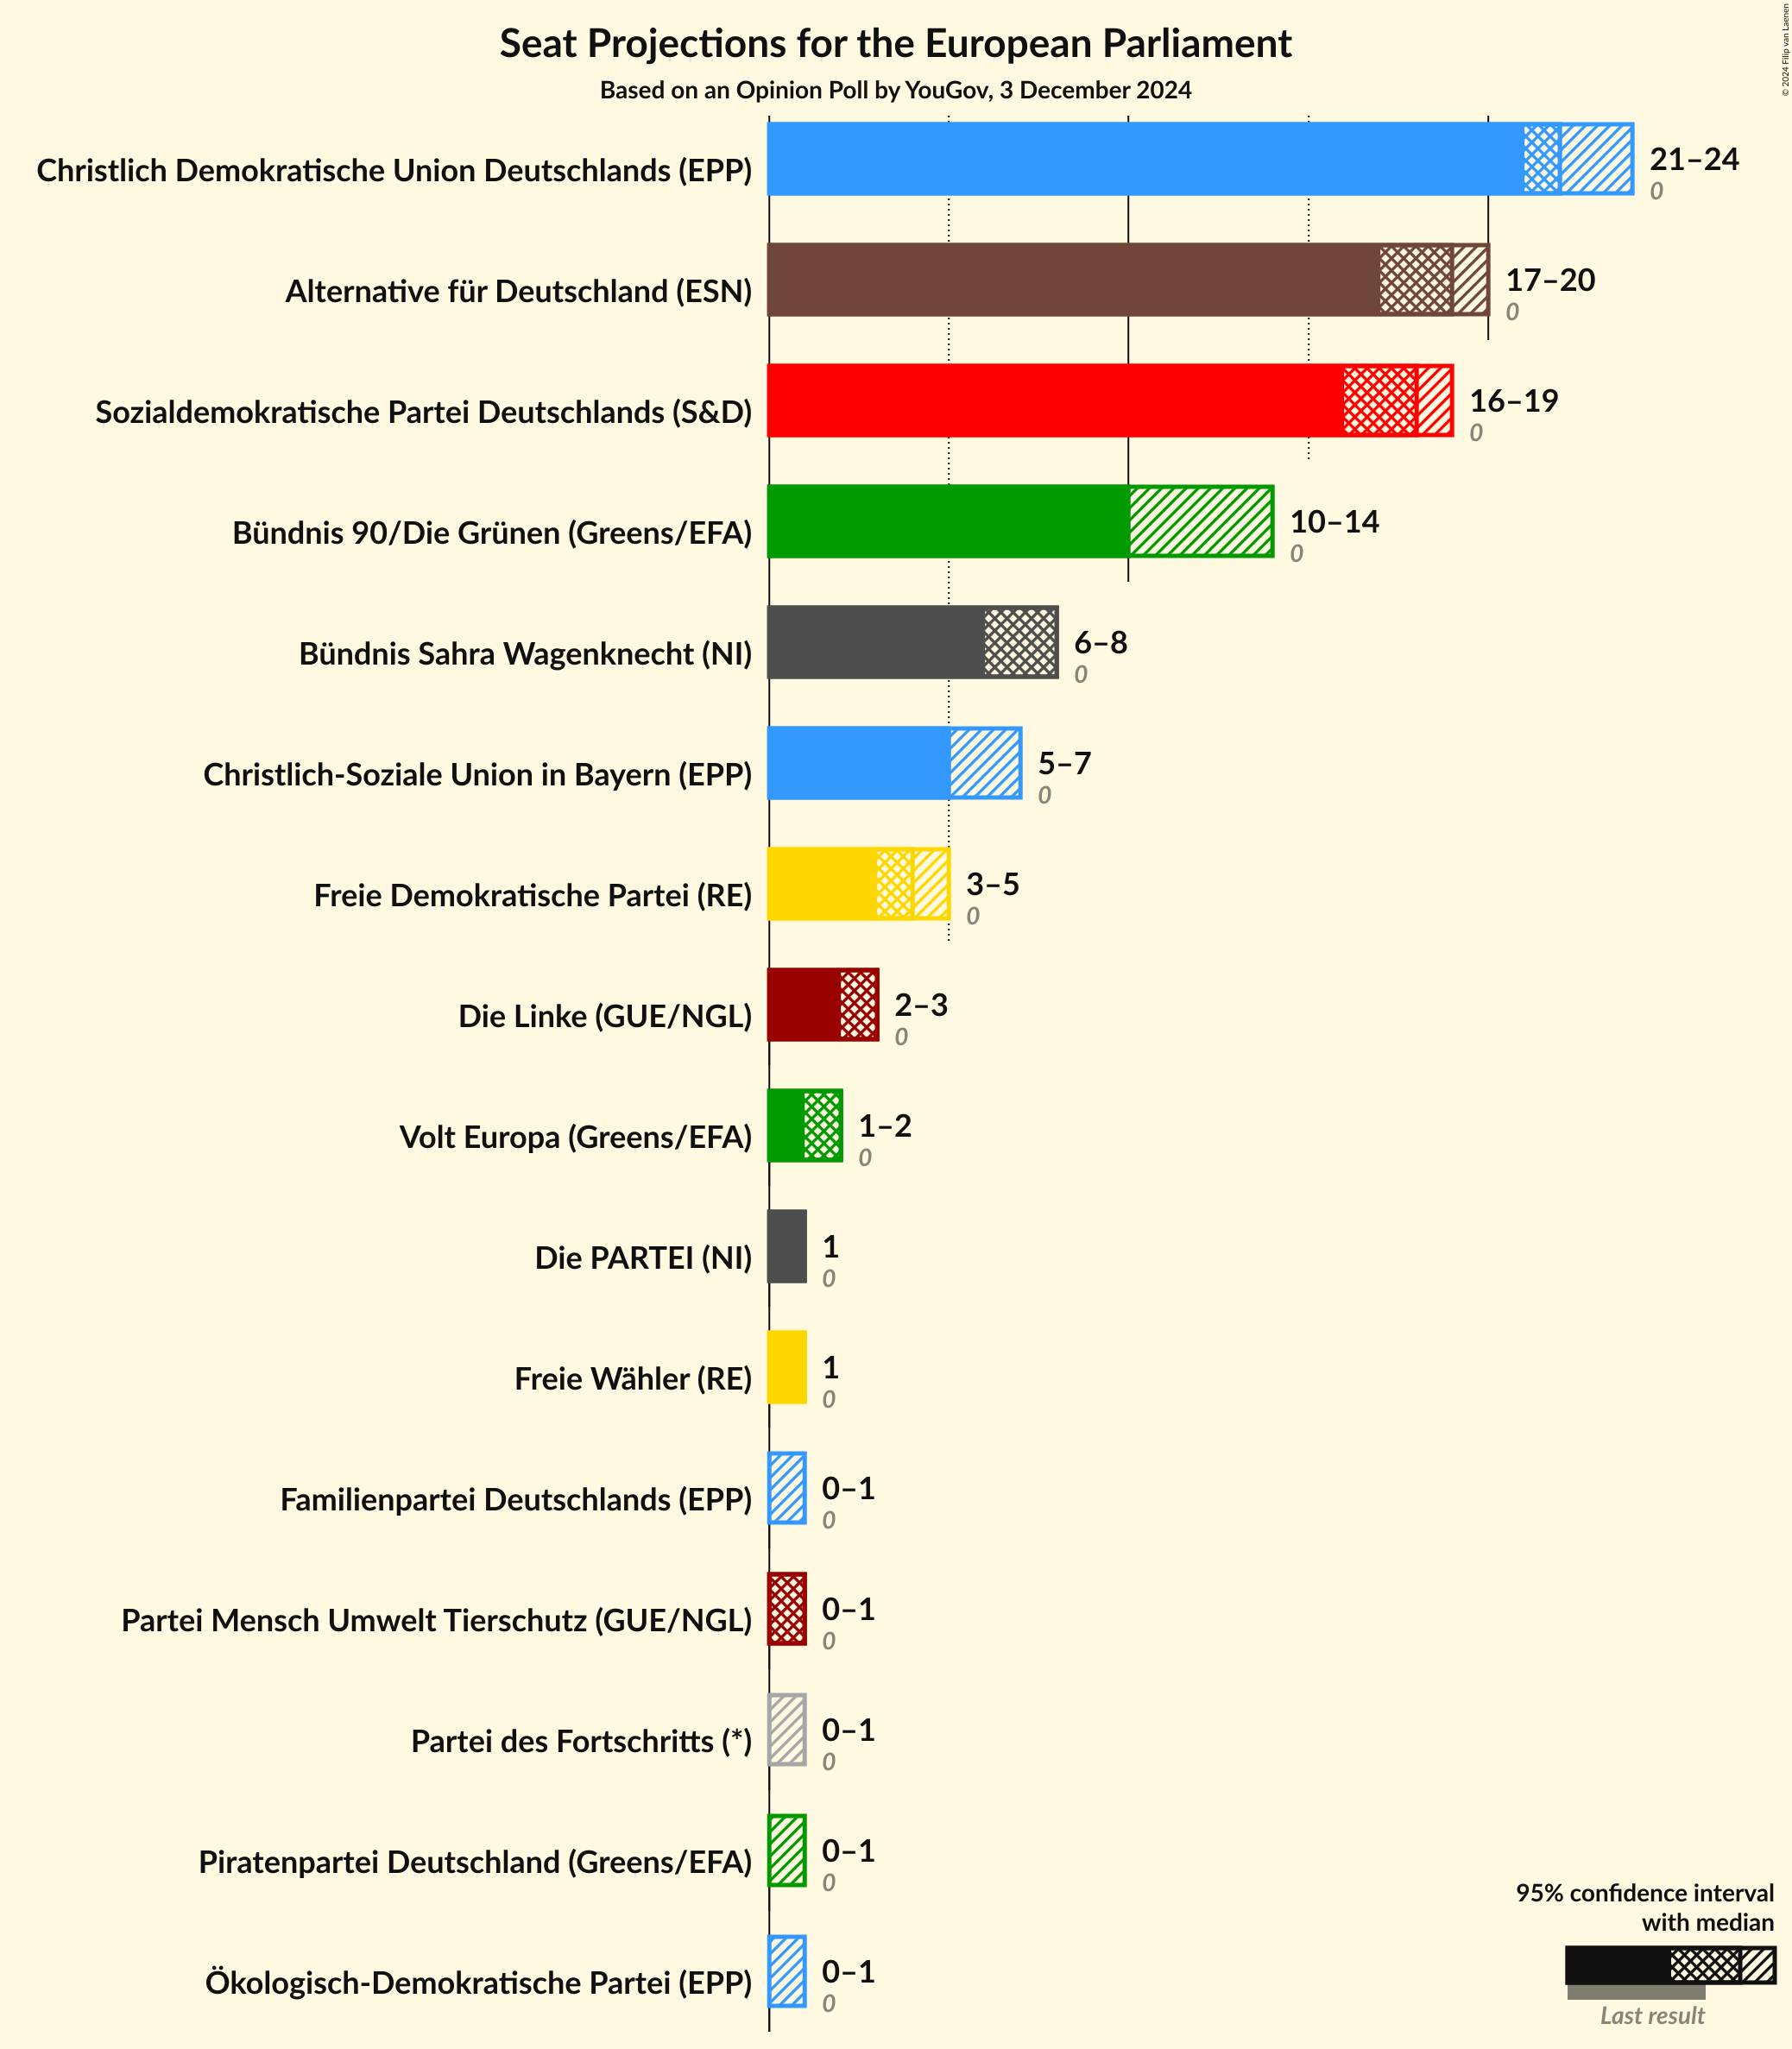 Seat Projections for the European Parliament
Based on an Opinion Poll by YouGov, 3 December 2024
© 2024 Filip van Laenen
Christlich Demokratische Union Deutschlands (EPP)
21–24
0
Alternative für Deutschland (ESN)
17–20
0
Sozialdemokratische Partei Deutschlands (S&D)
16–19
0
Bündnis 90/Die Grünen (Greens/EFA)
10–14
0
Bündnis Sahra Wagenknecht (NI)
6–8
0
Christlich-Soziale Union in Bayern (EPP)
5–7
0
Freie Demokratische Partei (RE)
3–5
0
Die Linke (GUE/NGL)
2–3
0
Volt Europa (Greens/EFA)
1–2
0
Die PARTEI (NI)
1
0
Freie Wähler (RE)
1
0
Familienpartei Deutschlands (EPP)
0–1
0
Partei Mensch Umwelt Tierschutz (GUE/NGL)
0–1
0
Partei des Fortschritts (*)
0–1
0
Piratenpartei Deutschland (Greens/EFA)
0–1
0
Ökologisch-Demokratische Partei (EPP)
0–1
0
95% confidence interval
with median
Last result